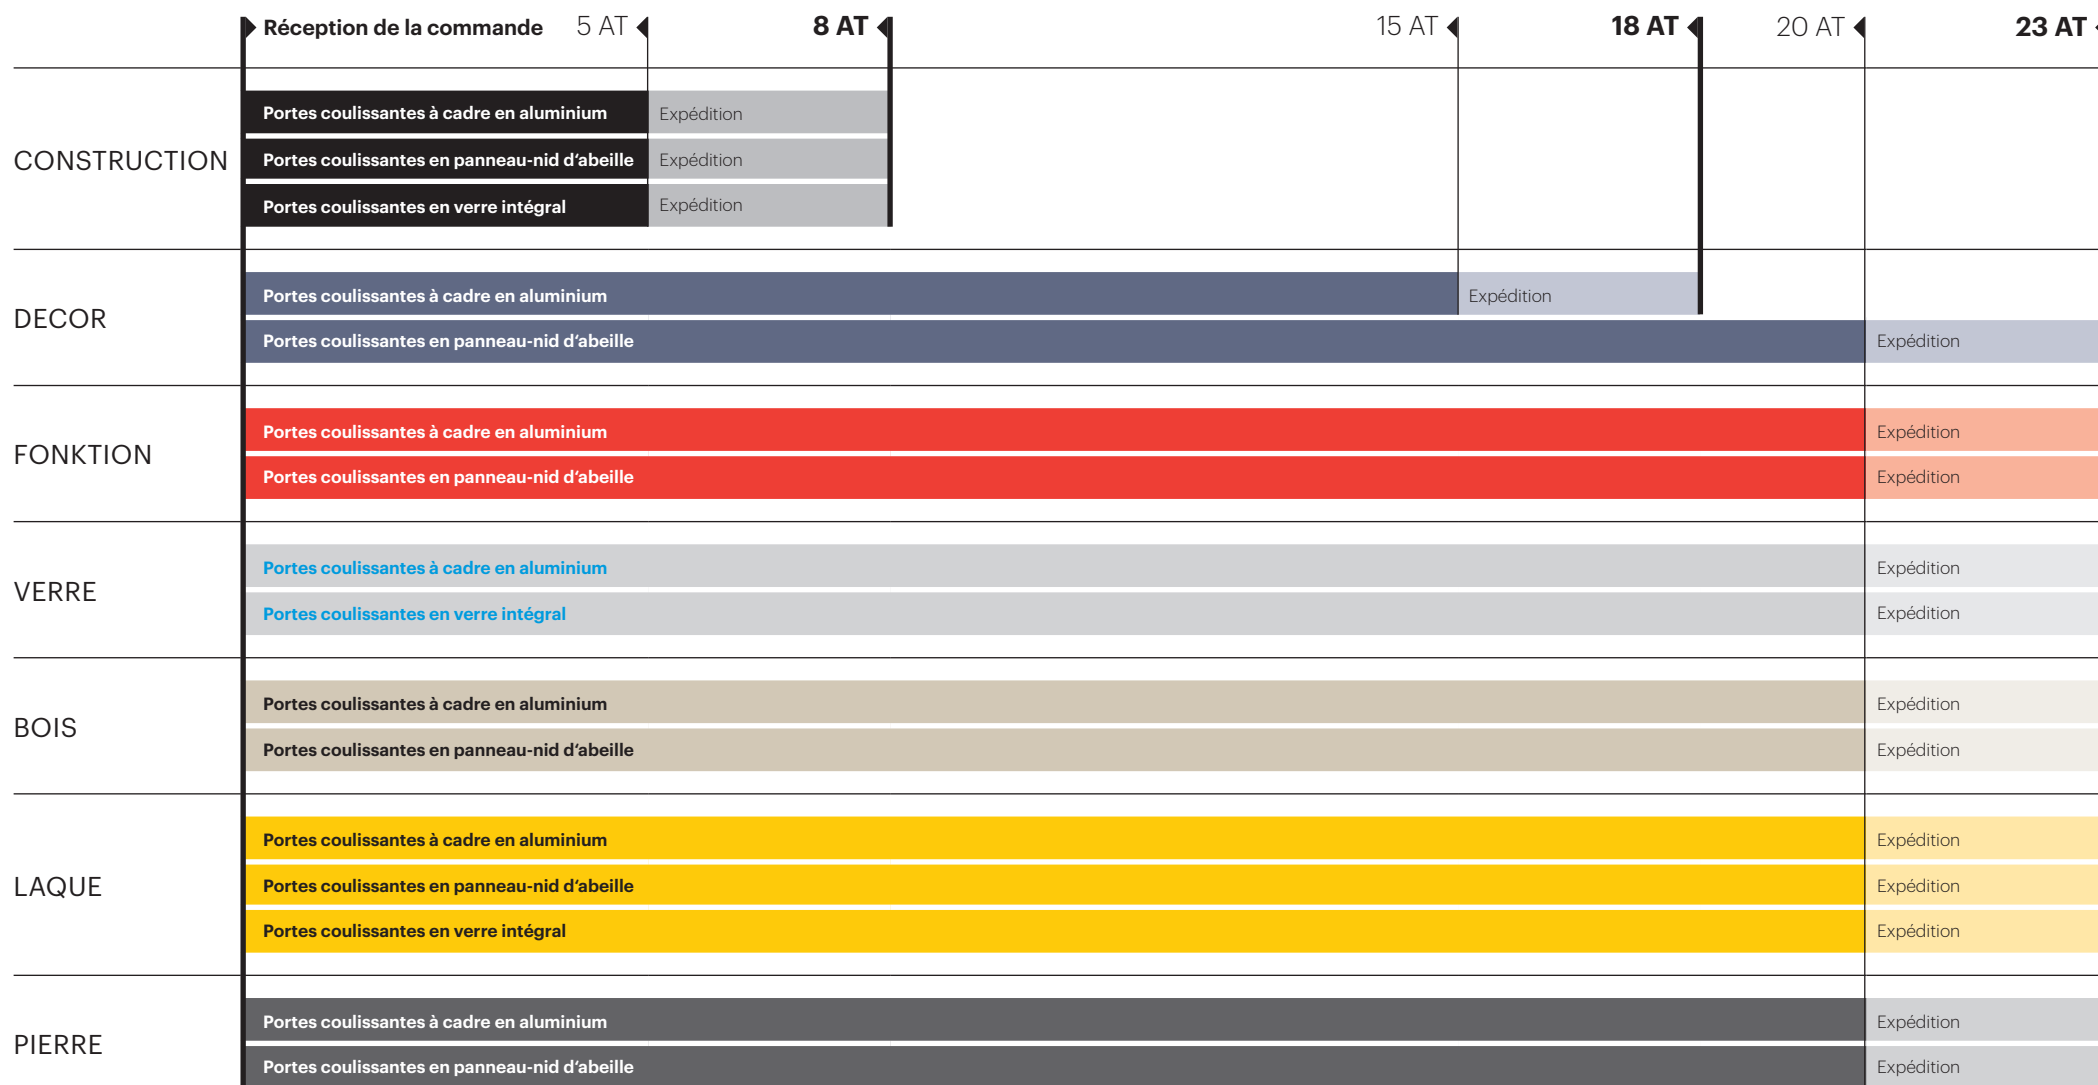 Réception de la commande 5 AT 8 AT 15 AT 18 AT 20 AT 23 AT
CONSTRUCTION
Portes coulissantes à cadre en aluminium Expédition
Portes coulissantes en panneau-nid d‘abeille Expédition
Portes coulissantes en verre intégral Expédition
DECOR
Portes coulissantes à cadre en aluminium Expédition
Portes coulissantes en panneau-nid d‘abeille Expédition
FONKTION
Portes coulissantes à cadre en aluminium Expédition
Portes coulissantes en panneau-nid d‘abeille Expédition
VERRE
Portes coulissantes à cadre en aluminium Expédition
Portes coulissantes en verre intégral Expédition
BOIS
Portes coulissantes à cadre en aluminium Expédition
Portes coulissantes en panneau-nid d‘abeille Expédition
LAQUE
Portes coulissantes à cadre en aluminium Expédition
Portes coulissantes en panneau-nid d‘abeille Expédition
Portes coulissantes en verre intégral Expédition
PIERRE
Portes coulissantes à cadre en aluminium Expédition
Portes coulissantes en panneau-nid d‘abeille Expédition